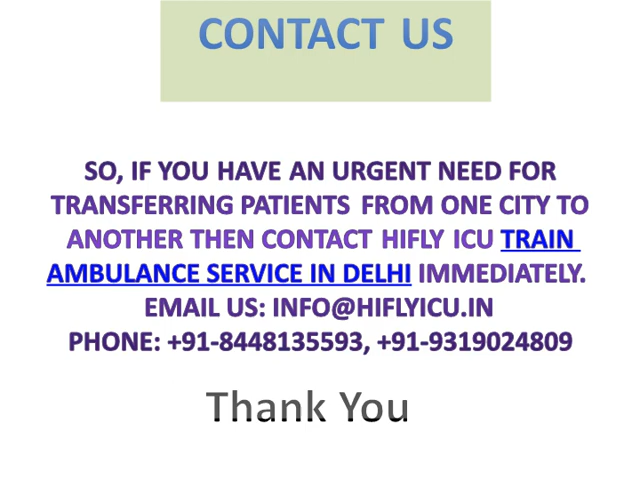 CONTACT US
SO, IF YOU HAVE AN URGENT NEED FOR
TRANSFERRING PATIENTS FROM ONE CITY TO
ANOTHER THEN CONTACT HIFLY ICU TRAIN
AMBULANCE SERVICE IN DELHI IMMEDIATELY.
EMAIL US: INFO@HIFLYICU.IN
PHONE: +91-8448135593, +91-9319024809
Thank You